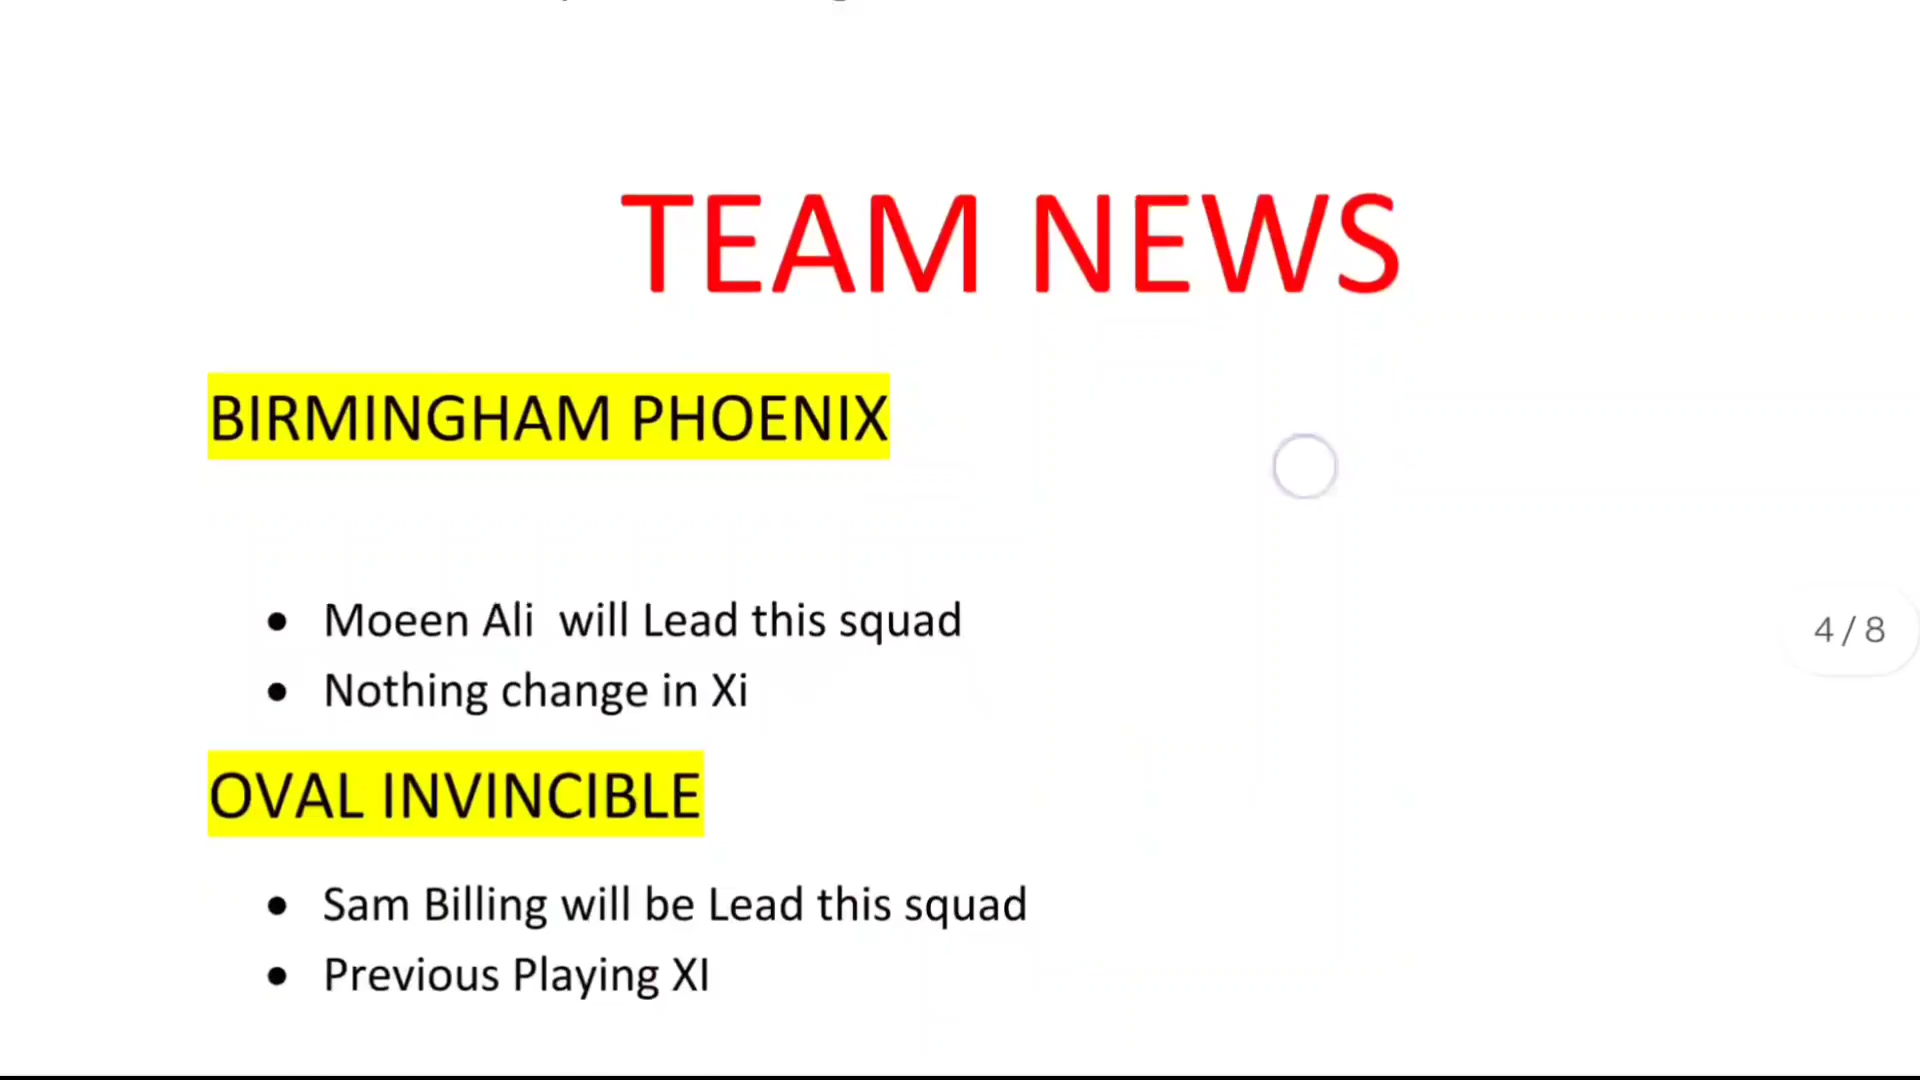 TEAM NEWS
BIRMINGHAM PHOENIX
Moeen Ali will Lead this squad
Nothing change in Xi
4 / 8
OVAL INVINCIBLE
Sam Billing will be Lead this squad
Previous Playing XI